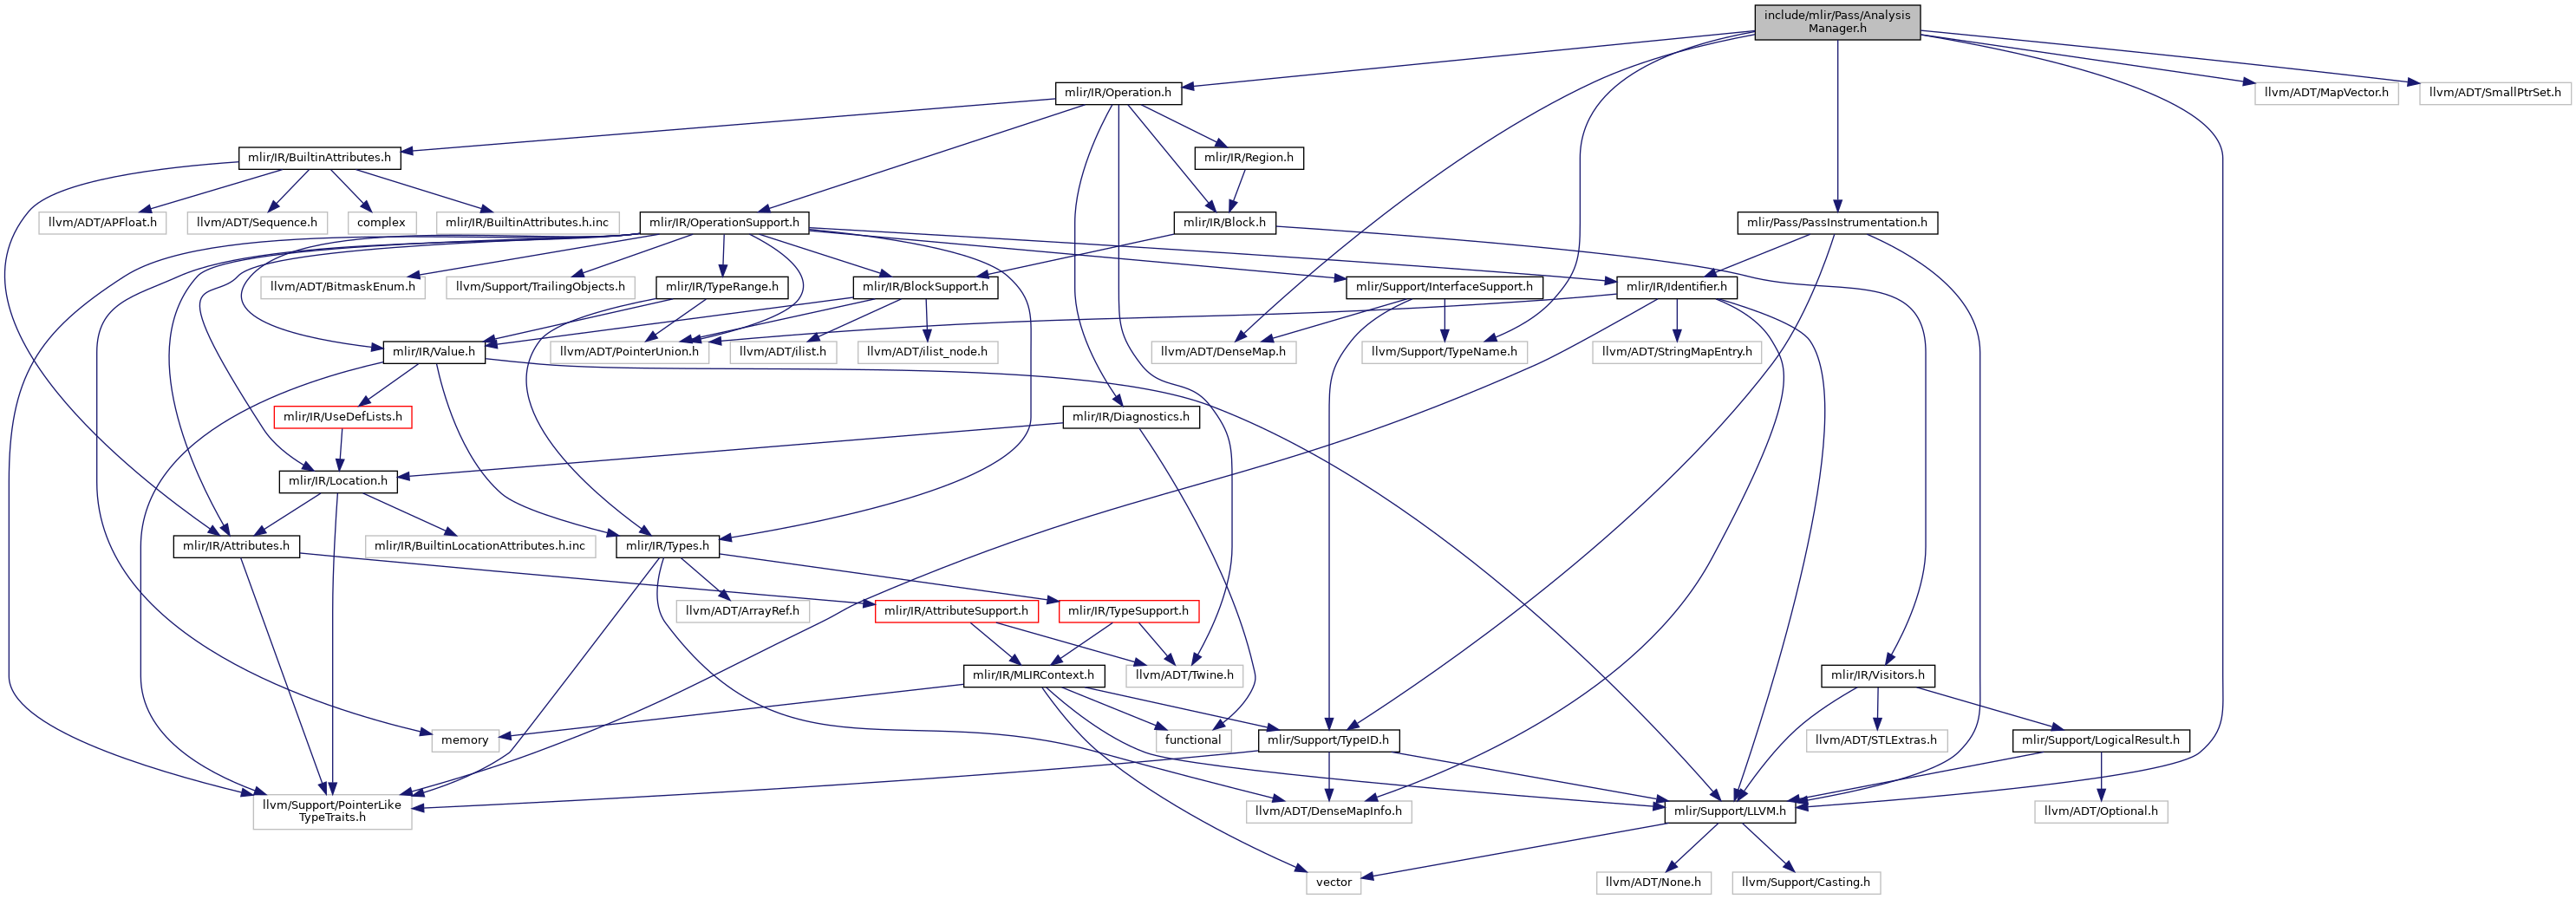 include/mlir/Pass/Analysis
Manager.h
mlir/IR/Operation.h
llvm/ADT/MapVector.h
llvm/ADT/SmallPtrSet.h
mlir/IR/BuiltinAttributes.h
mlir/IR/Region.h
llvm/ADT/APFloat.h
llvm/ADT/Sequence.h
complex
mlir/IR/BuiltinAttributes.h.inc
mlir/IR/OperationSupport.h
mlir/IR/Block.h
mlir/Pass/PassInstrumentation.h
llvm/ADT/BitmaskEnum.h
llvm/Support/TrailingObjects.h
mlir/IR/TypeRange.h
mlir/IR/BlockSupport.h
mlir/Support/InterfaceSupport.h
mlir/IR/Identifier.h
mlir/IR/Value.h
llvm/ADT/PointerUnion.h
llvm/ADT/ilist.h
llvm/ADT/ilist_node.h
llvm/ADT/DenseMap.h
llvm/Support/TypeName.h
llvm/ADT/StringMapEntry.h
mlir/IR/UseDefLists.h
mlir/IR/Diagnostics.h
mlir/IR/Location.h
mlir/IR/Attributes.h
mlir/IR/BuiltinLocationAttributes.h.inc
mlir/IR/Types.h
llvm/ADT/ArrayRef.h
mlir/IR/AttributeSupport.h
mlir/IR/TypeSupport.h
mlir/IR/MLIRContext.h
llvm/ADT/Twine.h
mlir/IR/Visitors.h
memory
functional
mlir/Support/TypeID.h
llvm/ADT/STLExtras.h
mlir/Support/LogicalResult.h
llvm/Support/PointerLike
TypeTraits.h
llvm/ADT/DenseMapInfo.h
mlir/Support/LLVM.h
llvm/ADT/Optional.h
vector
llvm/ADT/None.h
llvm/Support/Casting.h